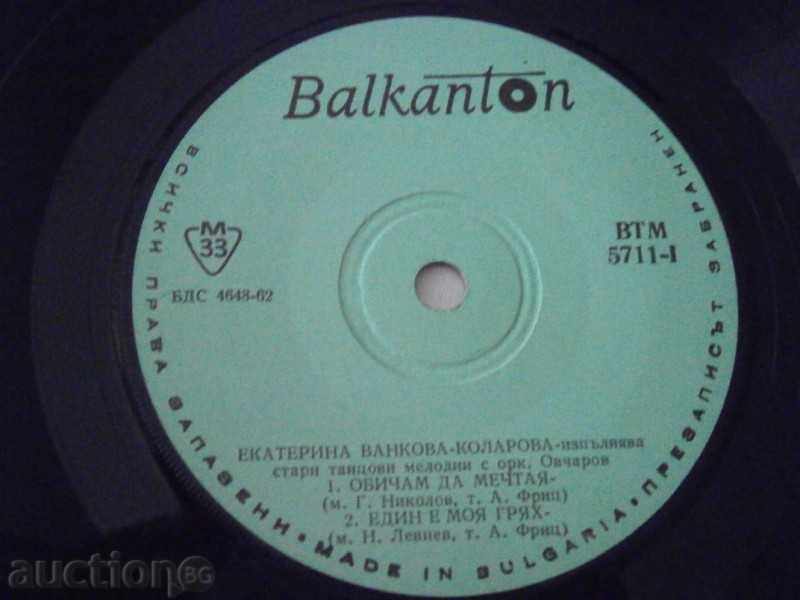 Balkanton
M
33
БДС 4648-62
ВТМ
5711-I
ЕКАТЕРИНА ВАНКОВА-КОЛАРОВА-изпълнява
стари танцови мелодии с орк. Овчаров
1. ОБИЧАМ ДА МЕЧТАЯ-
(м. Г. Николов, т. А. Фриц)
2. ЕДИН Е МОЯ ГРЯХ-
(м. Н. Левиев, т. А. Фриц)
ВСИЧКИ ПРАВА ЗАПАЗЕНИ • MADE IN BULGARIA • ПРЕЗАПИСЪТ ЗАБРАНЕН
auction BG